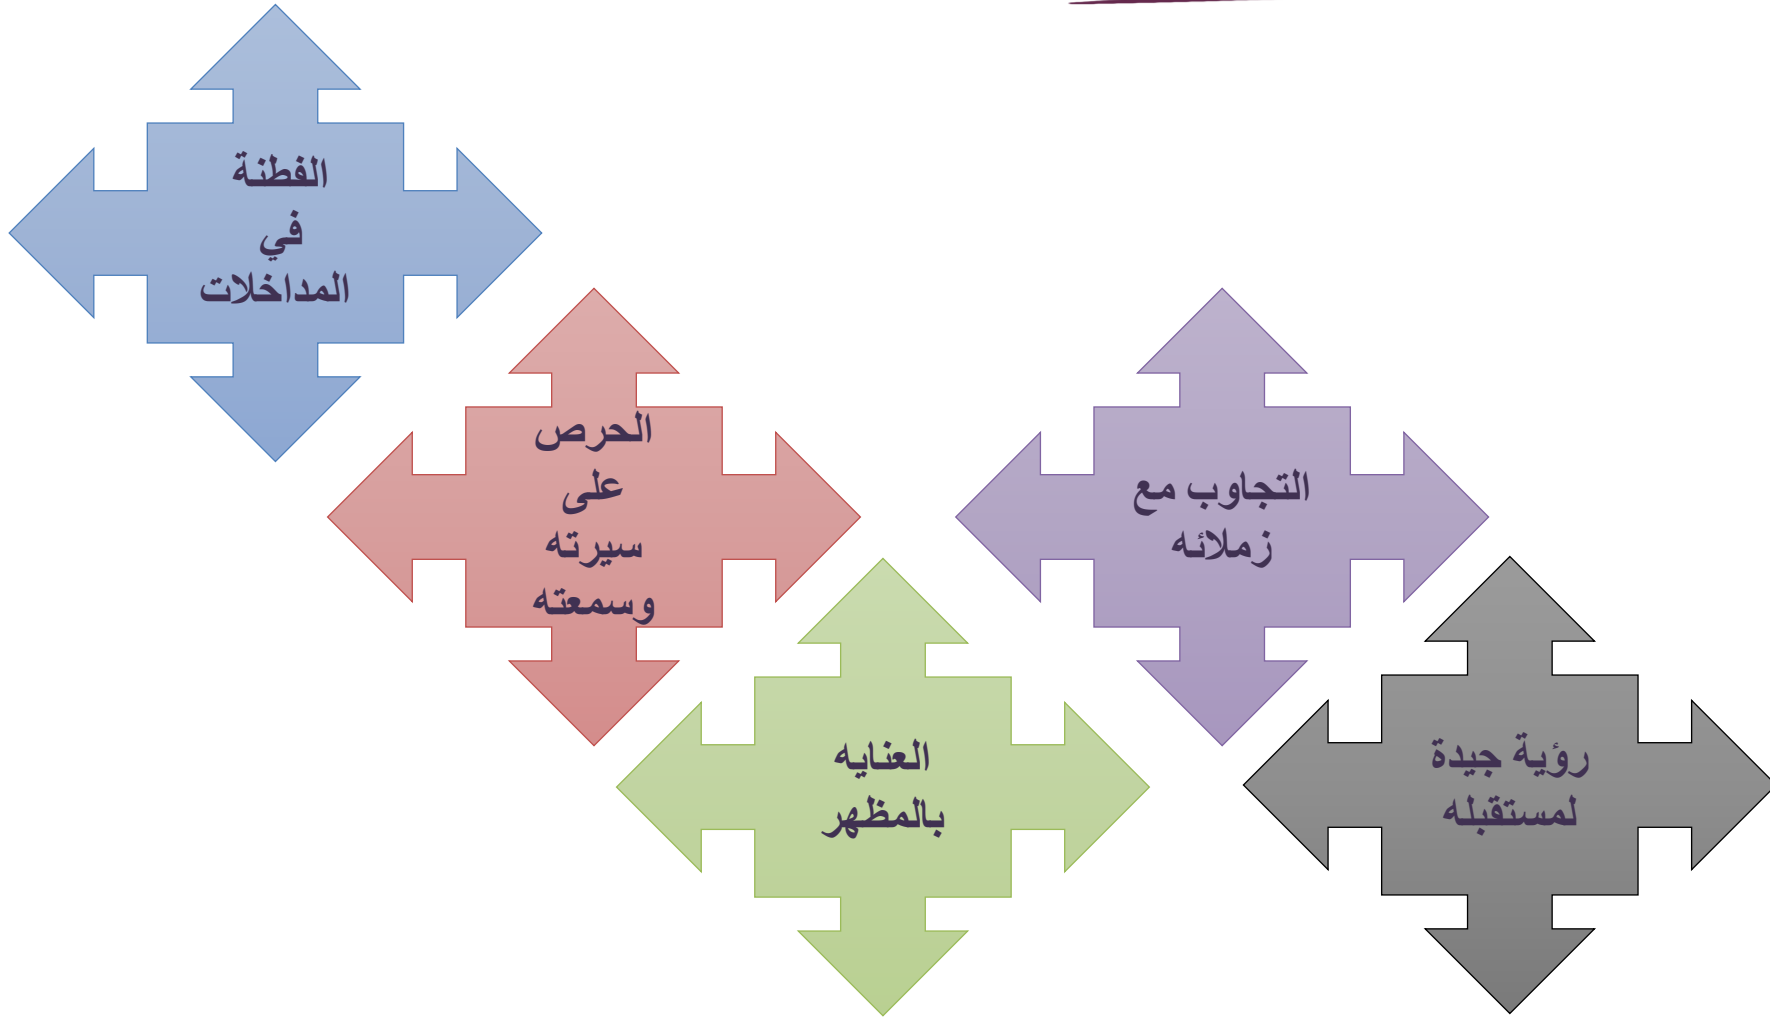 الفطنة
في
المداخلات
الحرص
على
سيرته
وسمعته
التجاوب مع
زملائه
العنايه
بالمظهر
رؤية جيدة
لمستقبله